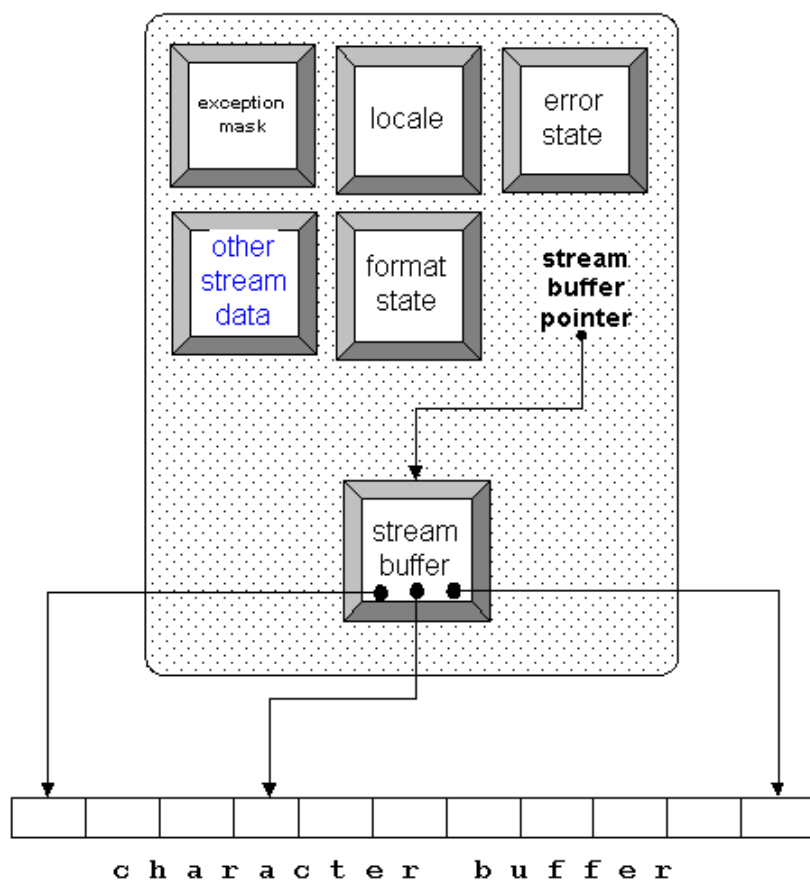 exception
mask
locale
error
state
other
stream
data
format
state
stream
buffer
pointer
stream
buffer
character buffer